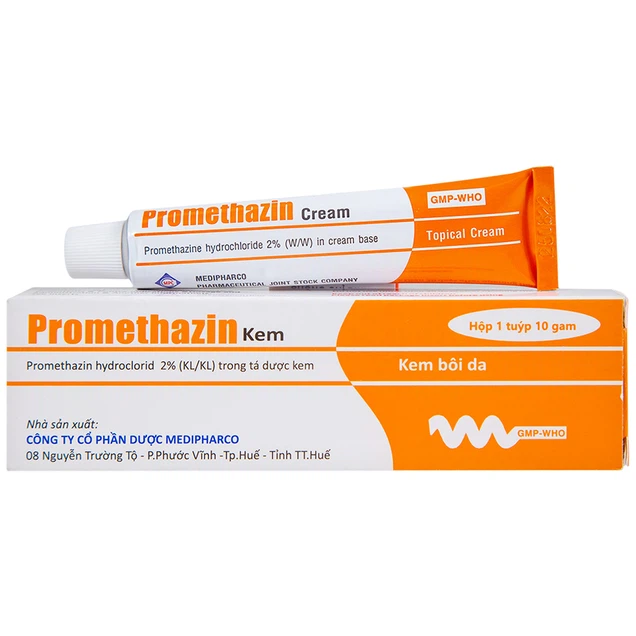 Promethazin Cream
GMP-WHO
Promethazine hydrochloride 2% (W/W) in cream base
Topical Cream
MEDIPHARCO
PHARMACEUTICAL JOINT STOCK COMPANY
Promethazin Kem
Hộp 1 tuýp 10 gam
Promethazin hydroclorid 2% (KL/KL) trong tá dược kem
Kem bôi da
Nhà sản xuất:
CÔNG TY CỔ PHẦN DƯỢC MEDIPHARCO
08 Nguyễn Trường Tộ - P.Phước Vĩnh -Tp.Huế - Tỉnh TT.Huế
GMP-WHO